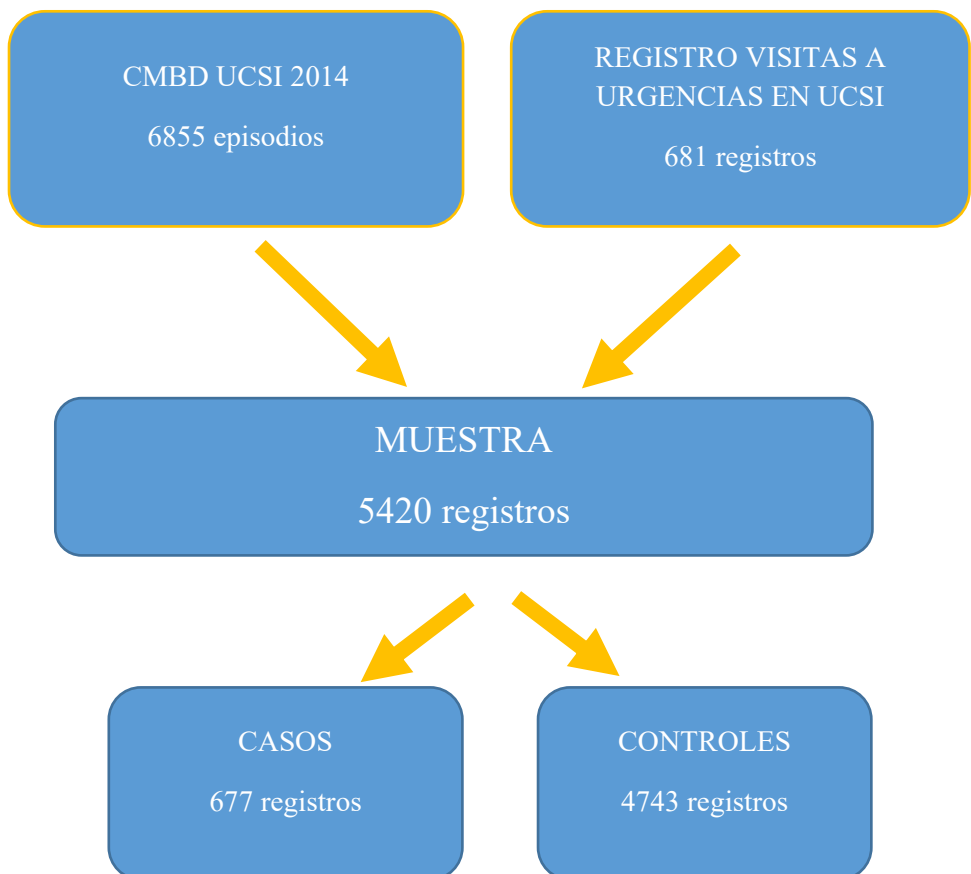 CMBD UCSI 2014
6855 episodios
REGISTRO VISITAS A
URGENCIAS EN UCSI
681 registros
MUESTRA
5420 registros
CASOS
677 registros
CONTROLES
4743 registros